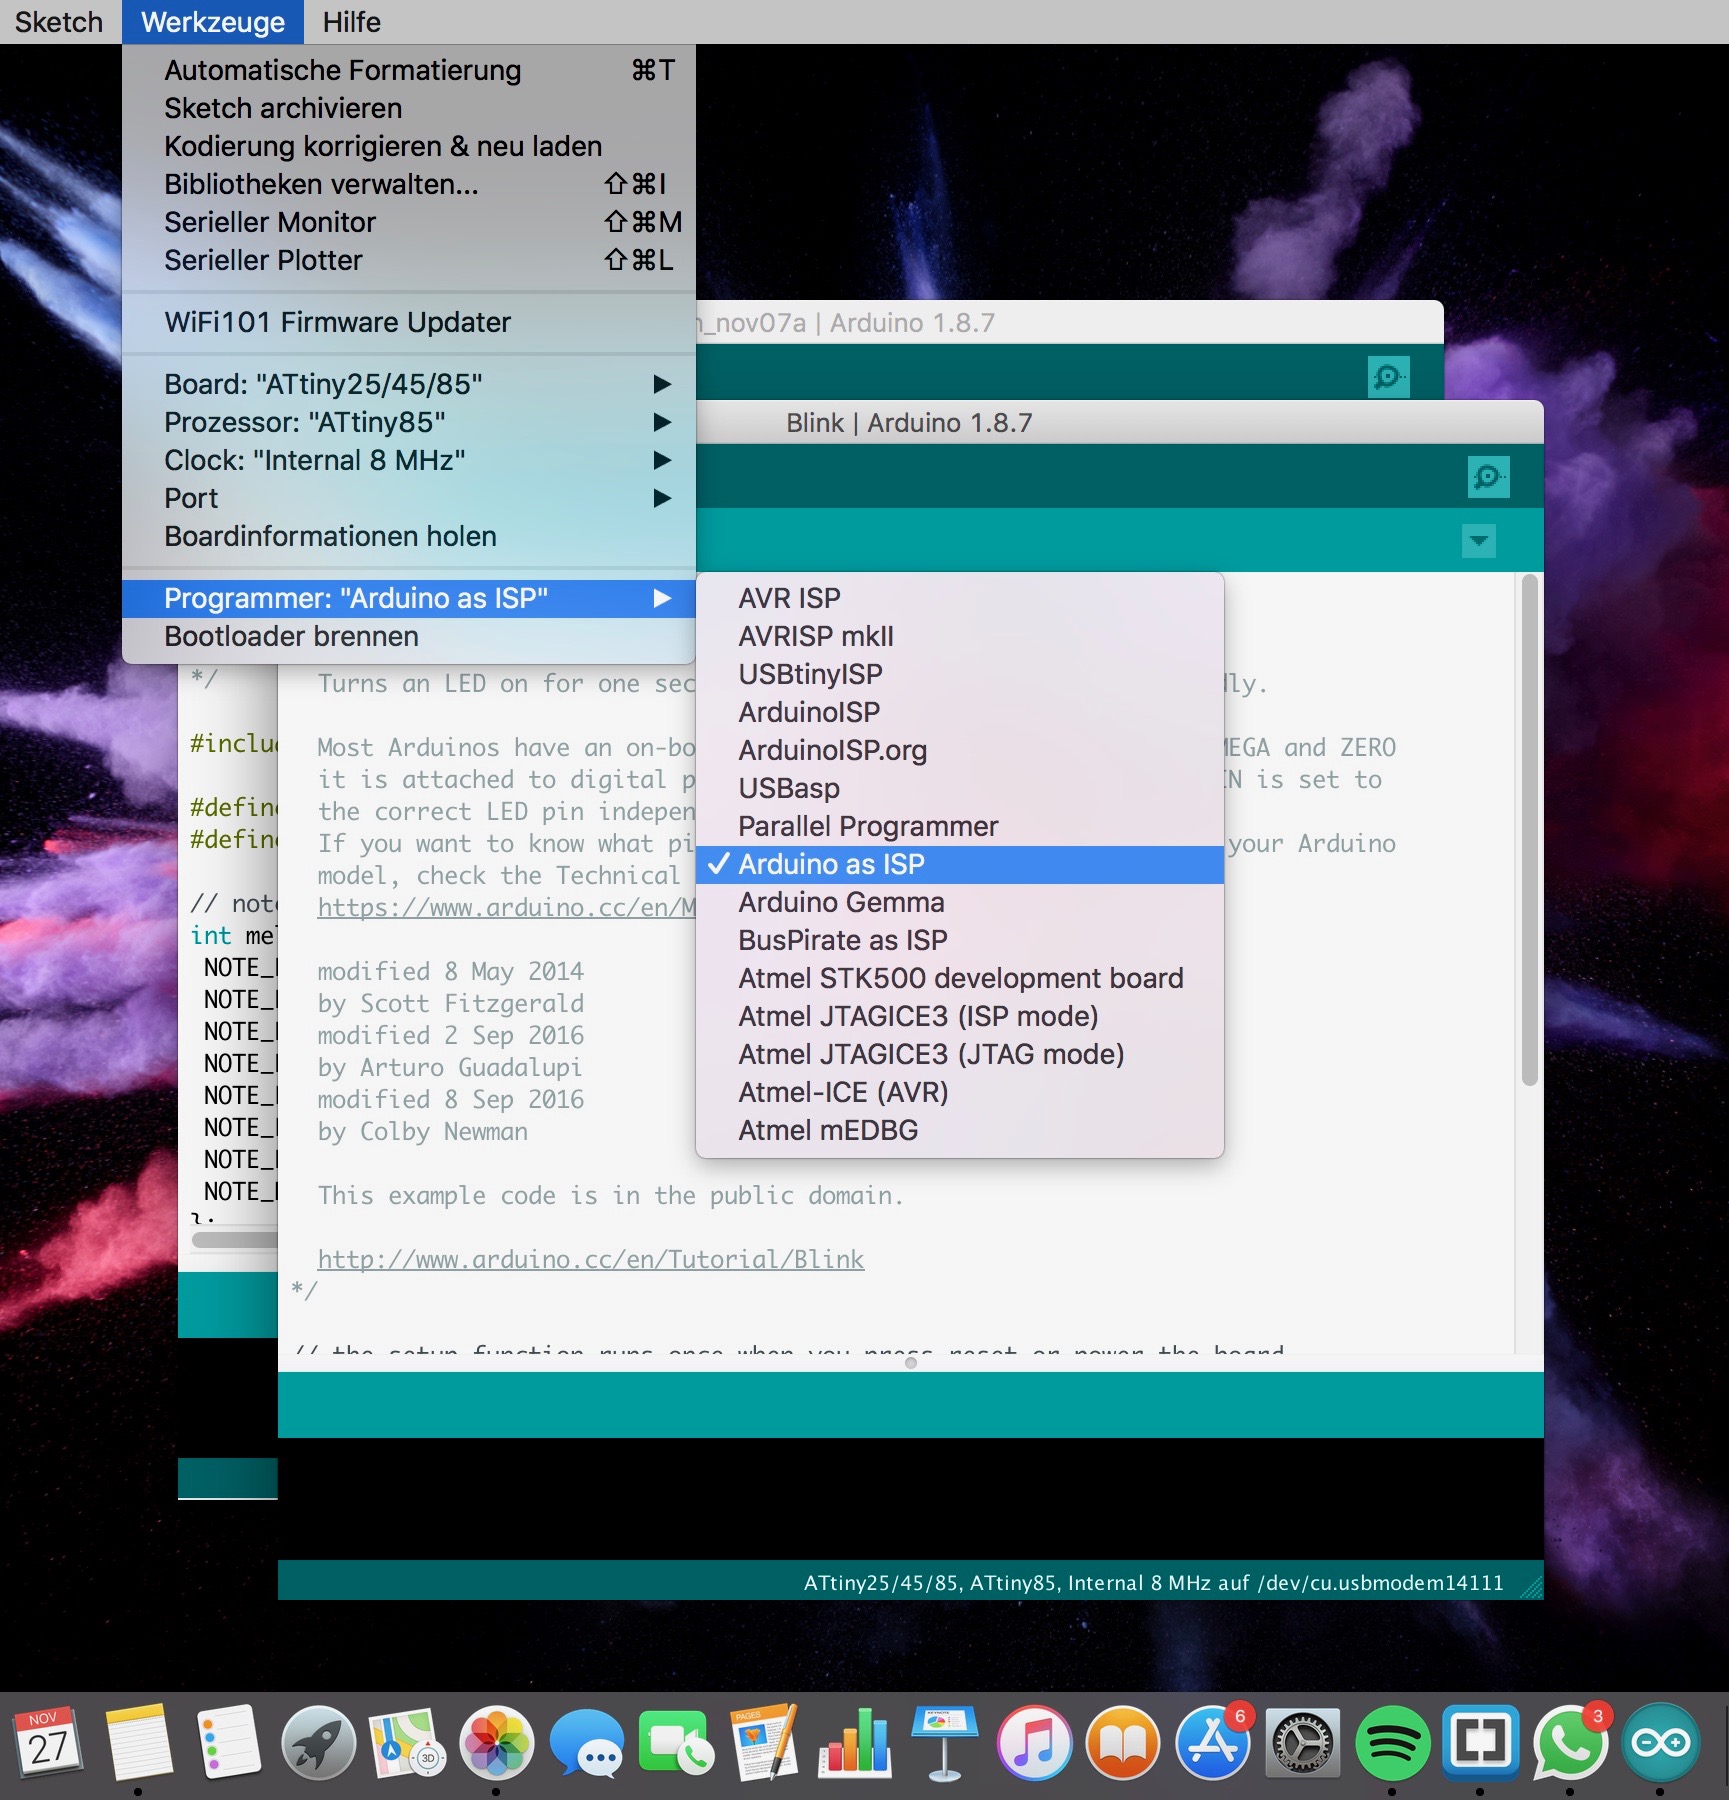 Sketch Werkzeuge Hilfe
Automatische Formatierung ⌘T
Sketch archivieren
Kodierung korrigieren & neu laden
Bibliotheken verwalten... ⇧⌘I
Serieller Monitor ⇧⌘M
Serieller Plotter ⇧⌘L
WiFi101 Firmware Updater
Board: "ATtiny25/45/85"
Prozessor: "ATtiny85"
Clock: "Internal 8 MHz"
Port
Boardinformationen holen
Programmer: "Arduino as ISP"
Bootloader brennen
AVR ISP
AVRISP mkII
USBtinyISP
ArduinoISP
ArduinoISP.org
USBasp
Parallel Programmer
✓ Arduino as ISP
Arduino Gemma
BusPirate as ISP
Atmel STK500 development board
Atmel JTAGICE3 (ISP mode)
Atmel JTAGICE3 (JTAG mode)
Atmel-ICE (AVR)
Atmel mEDBG
_nov07a | Arduino 1.8.7
Blink | Arduino 1.8.7
*/
#inclu
#define
#define
// note
int me
NOTE_
NOTE_
NOTE_
NOTE_
NOTE_
NOTE_
NOTE_
NOTE_
};
Turns an LED on for one sec
Most Arduinos have an on-bo MEGA and ZERO
it is attached to digital p is set to
the correct LED pin indepen
If you want to know what pi your Arduino
model, check the Technical
https://www.arduino.cc/en/M
modified 8 May 2014
by Scott Fitzgerald
modified 2 Sep 2016
by Arturo Guadalupi
modified 8 Sep 2016
by Colby Newman
This example code is in the public domain.
http://www.arduino.cc/en/Tutorial/Blink
*/
// the setup function runs once when you press reset or power the board
ATtiny25/45/85, ATtiny85, Internal 8 MHz auf /dev/cu.usbmodem14111
NOV
27
3D
PAGES
6
3